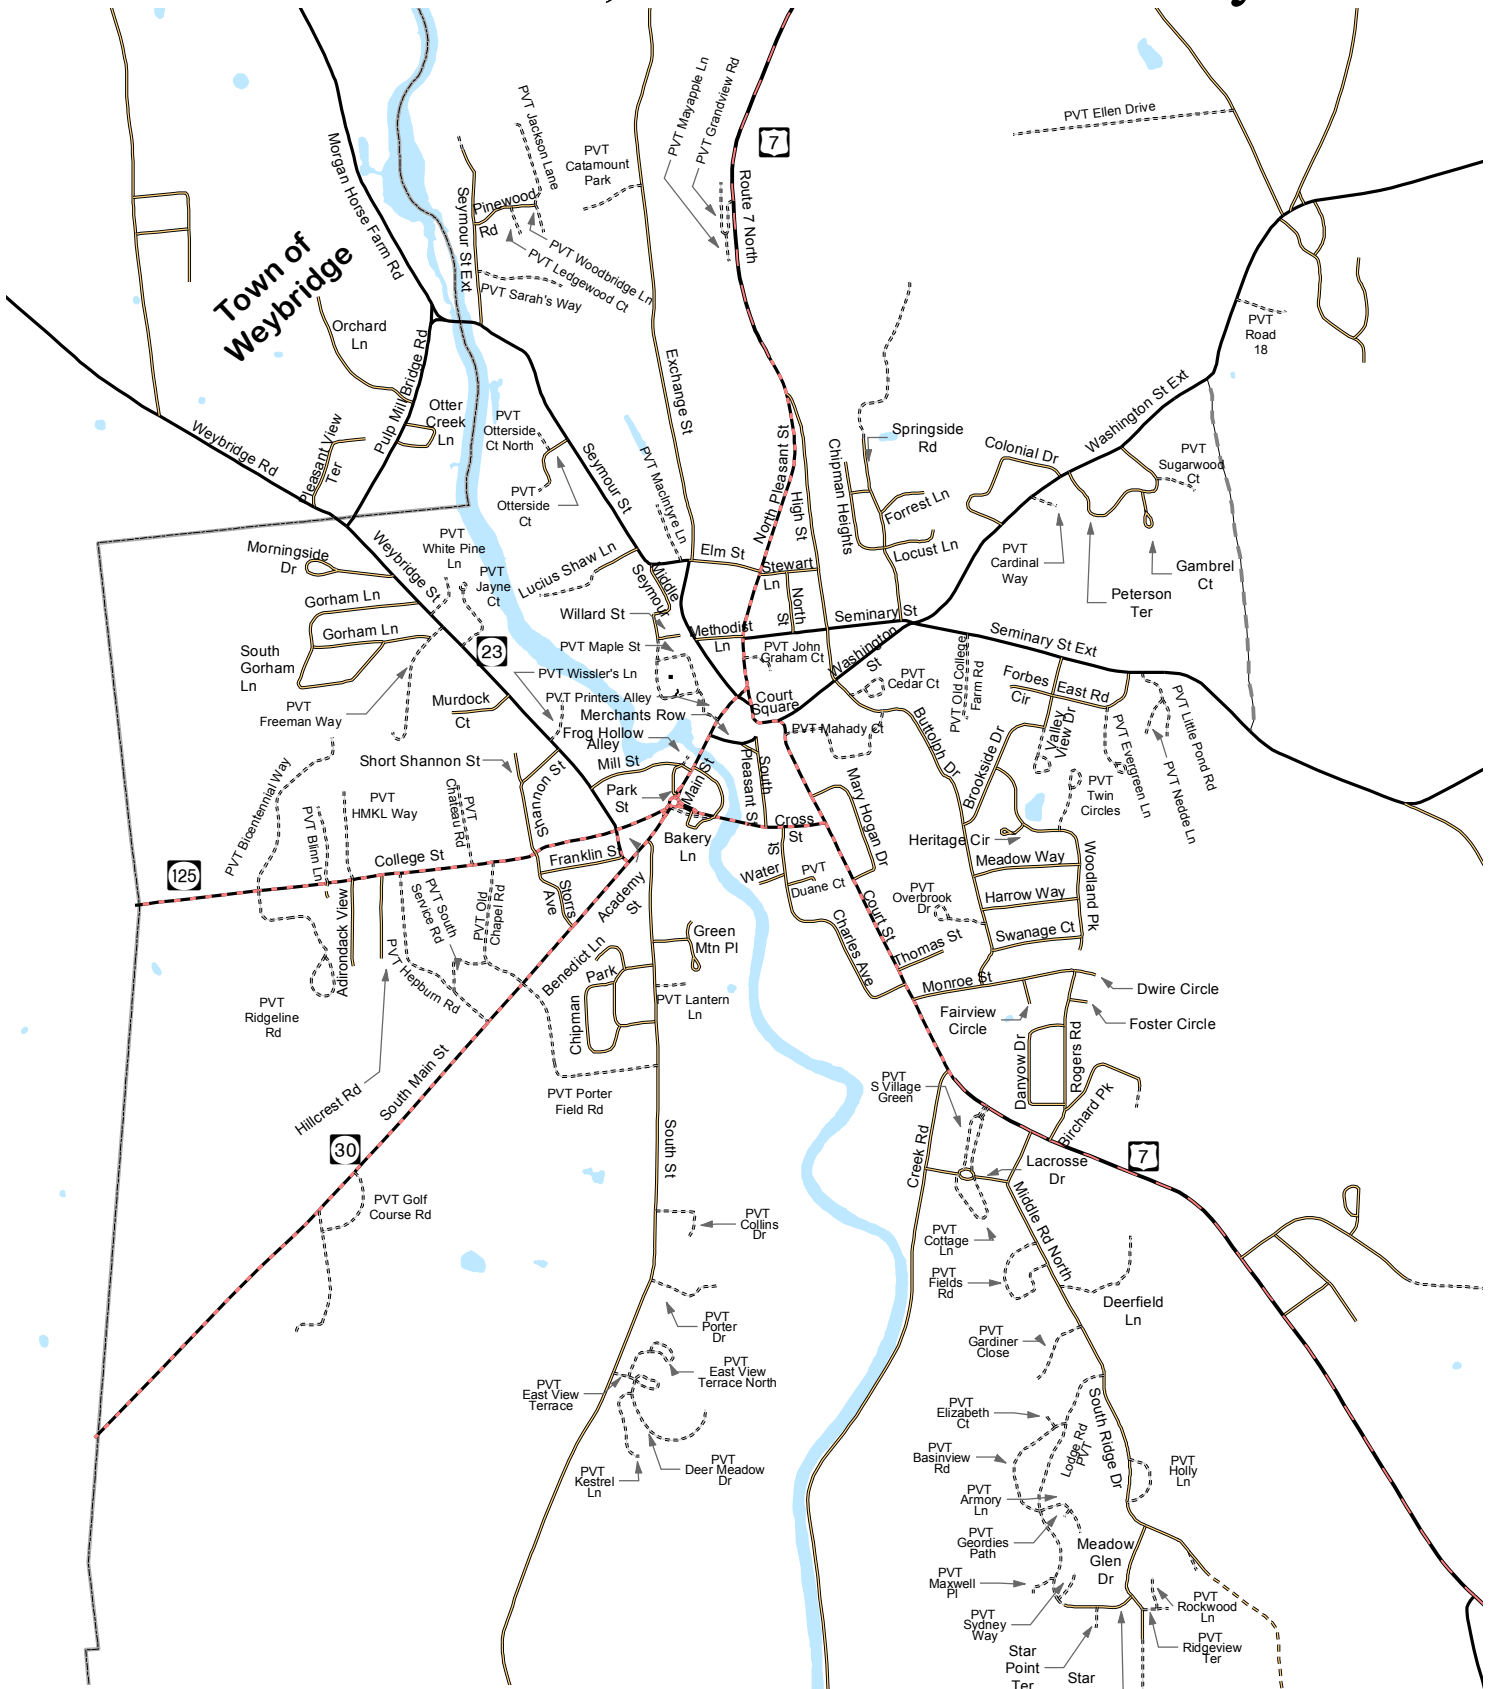 PVT Mayapple Ln
PVT Grandview Rd
7
PVT Ellen Drive
PVT Jackson Lane
PVT
Catamount
Park
Morgan Horse Farm Rd
Seymour St Ext
Pinewood
Rd
Route 7 North
PVT Woodbridge Ln
PVT Ledgewood Ct
PVT Sarah's Way
Town of
Weybridge
Orchard
Ln
PVT
Road
18
Pulp Mill Bridge Rd
Exchange St
Washington St Ext
Otter
Creek
Ln
PVT
Otterside
Ct North
Weybridge Rd
Pleasant View
Ter
Seymour St
PVT MacIntyre Ln
North Pleasant St
Chipman Heights
Springside
Rd
Colonial Dr
PVT
Sugarwood
Ct
PVT
Otterside
Ct
High St
Forrest Ln
Locust Ln
PVT
Cardinal
Way
Gambrel
Ct
Peterson
Ter
Morningside
Dr
Weybridge St
PVT
White Pine
Ln
PVT
Jayne
Ct
Lucius Shaw Ln
Elm St
Stewart
Ln
Middle
Seymour
North
St
Gorham Ln
Gorham Ln
Willard St
Methodist
Ln
Seminary St
Seminary St Ext
23
South
Gorham
Ln
PVT Maple St
PVT John
Graham Ct
Washington
St
PVT
Cedar Ct
PVT Old College
Farm Rd
Forbes
Cir
East Rd
PVT Wissler's Ln
PVT
Freeman Way
Murdock
Ct
PVT Printers Alley
Merchants Row
Court
Square
PVT Mahady Ct
Buttolph Dr
Brookside Dr
Valley
View Dr
PVT Evergreen Ln
PVT Little Pond Rd
PVT Nedde Ln
Frog Hollow
Alley
Short Shannon St
Mill St
Main St
South
Pleasant St
PVT Bicentennial Way
PVT
HMKL Way
PVT
Chateau Rd
Shannon St
Park
St
Mary Hogan Dr
PVT
Twin
Circles
PVT Blinn Ln
College St
Franklin St
Bakery
Ln
Cross
St
Heritage Cir
Meadow Way
Woodland Pk
125
Water
St
PVT
Duane Ct
Court St
PVT
Overbrook
Dr
Harrow Way
Swanage Ct
Adirondack View
PVT South
Service Rd
PVT Old
Chapel Rd
Storrs
Ave
Academy
St
Green
Mtn Pl
Charles Ave
Thomas St
Monroe St
PVT Hepburn Rd
Benedict Ln
Park
Chipman
PVT Lantern
Ln
Dwire Circle
PVT
Ridgeline
Rd
Fairview
Circle
Foster Circle
Danyow Dr
Rogers Rd
Hillcrest Rd
South Main St
PVT Porter
Field Rd
PVT
S Village
Green
Birchard Pk
30
South St
Creek Rd
7
Lacrosse
Dr
PVT Golf
Course Rd
PVT
Collins
Dr
PVT
Cottage
Ln
Middle Rd North
PVT
Fields
Rd
Deerfield
Ln
PVT
Porter
Dr
PVT
Gardiner
Close
PVT
East View
Terrace North
PVT
East View
Terrace
PVT
Elizabeth
Ct
Lodge Rd
PVT
South Ridge Dr
PVT
Kestrel
Ln
PVT
Deer Meadow
Dr
PVT
Basinview
Rd
PVT
Holly
Ln
PVT
Armory
Ln
PVT
Geordies
Path
Meadow
Glen
Dr
PVT
Maxwell
Pl
PVT
Rockwood
Ln
PVT
Sydney
Way
PVT
Ridgeview
Ter
Star
Point
Ter
Star